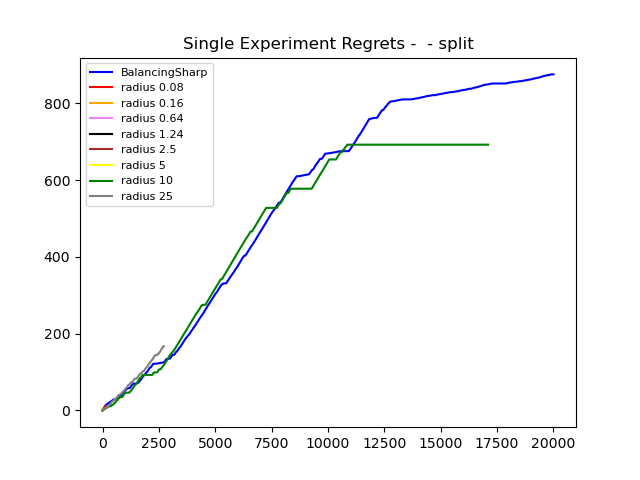 Single Experiment Regrets -  - split
BalancingSharp
radius 0.08
radius 0.16
radius 0.64
radius 1.24
radius 2.5
radius 5
radius 10
radius 25
800
600
400
200
0
0 2500 5000 7500 10000 12500 15000 17500 20000